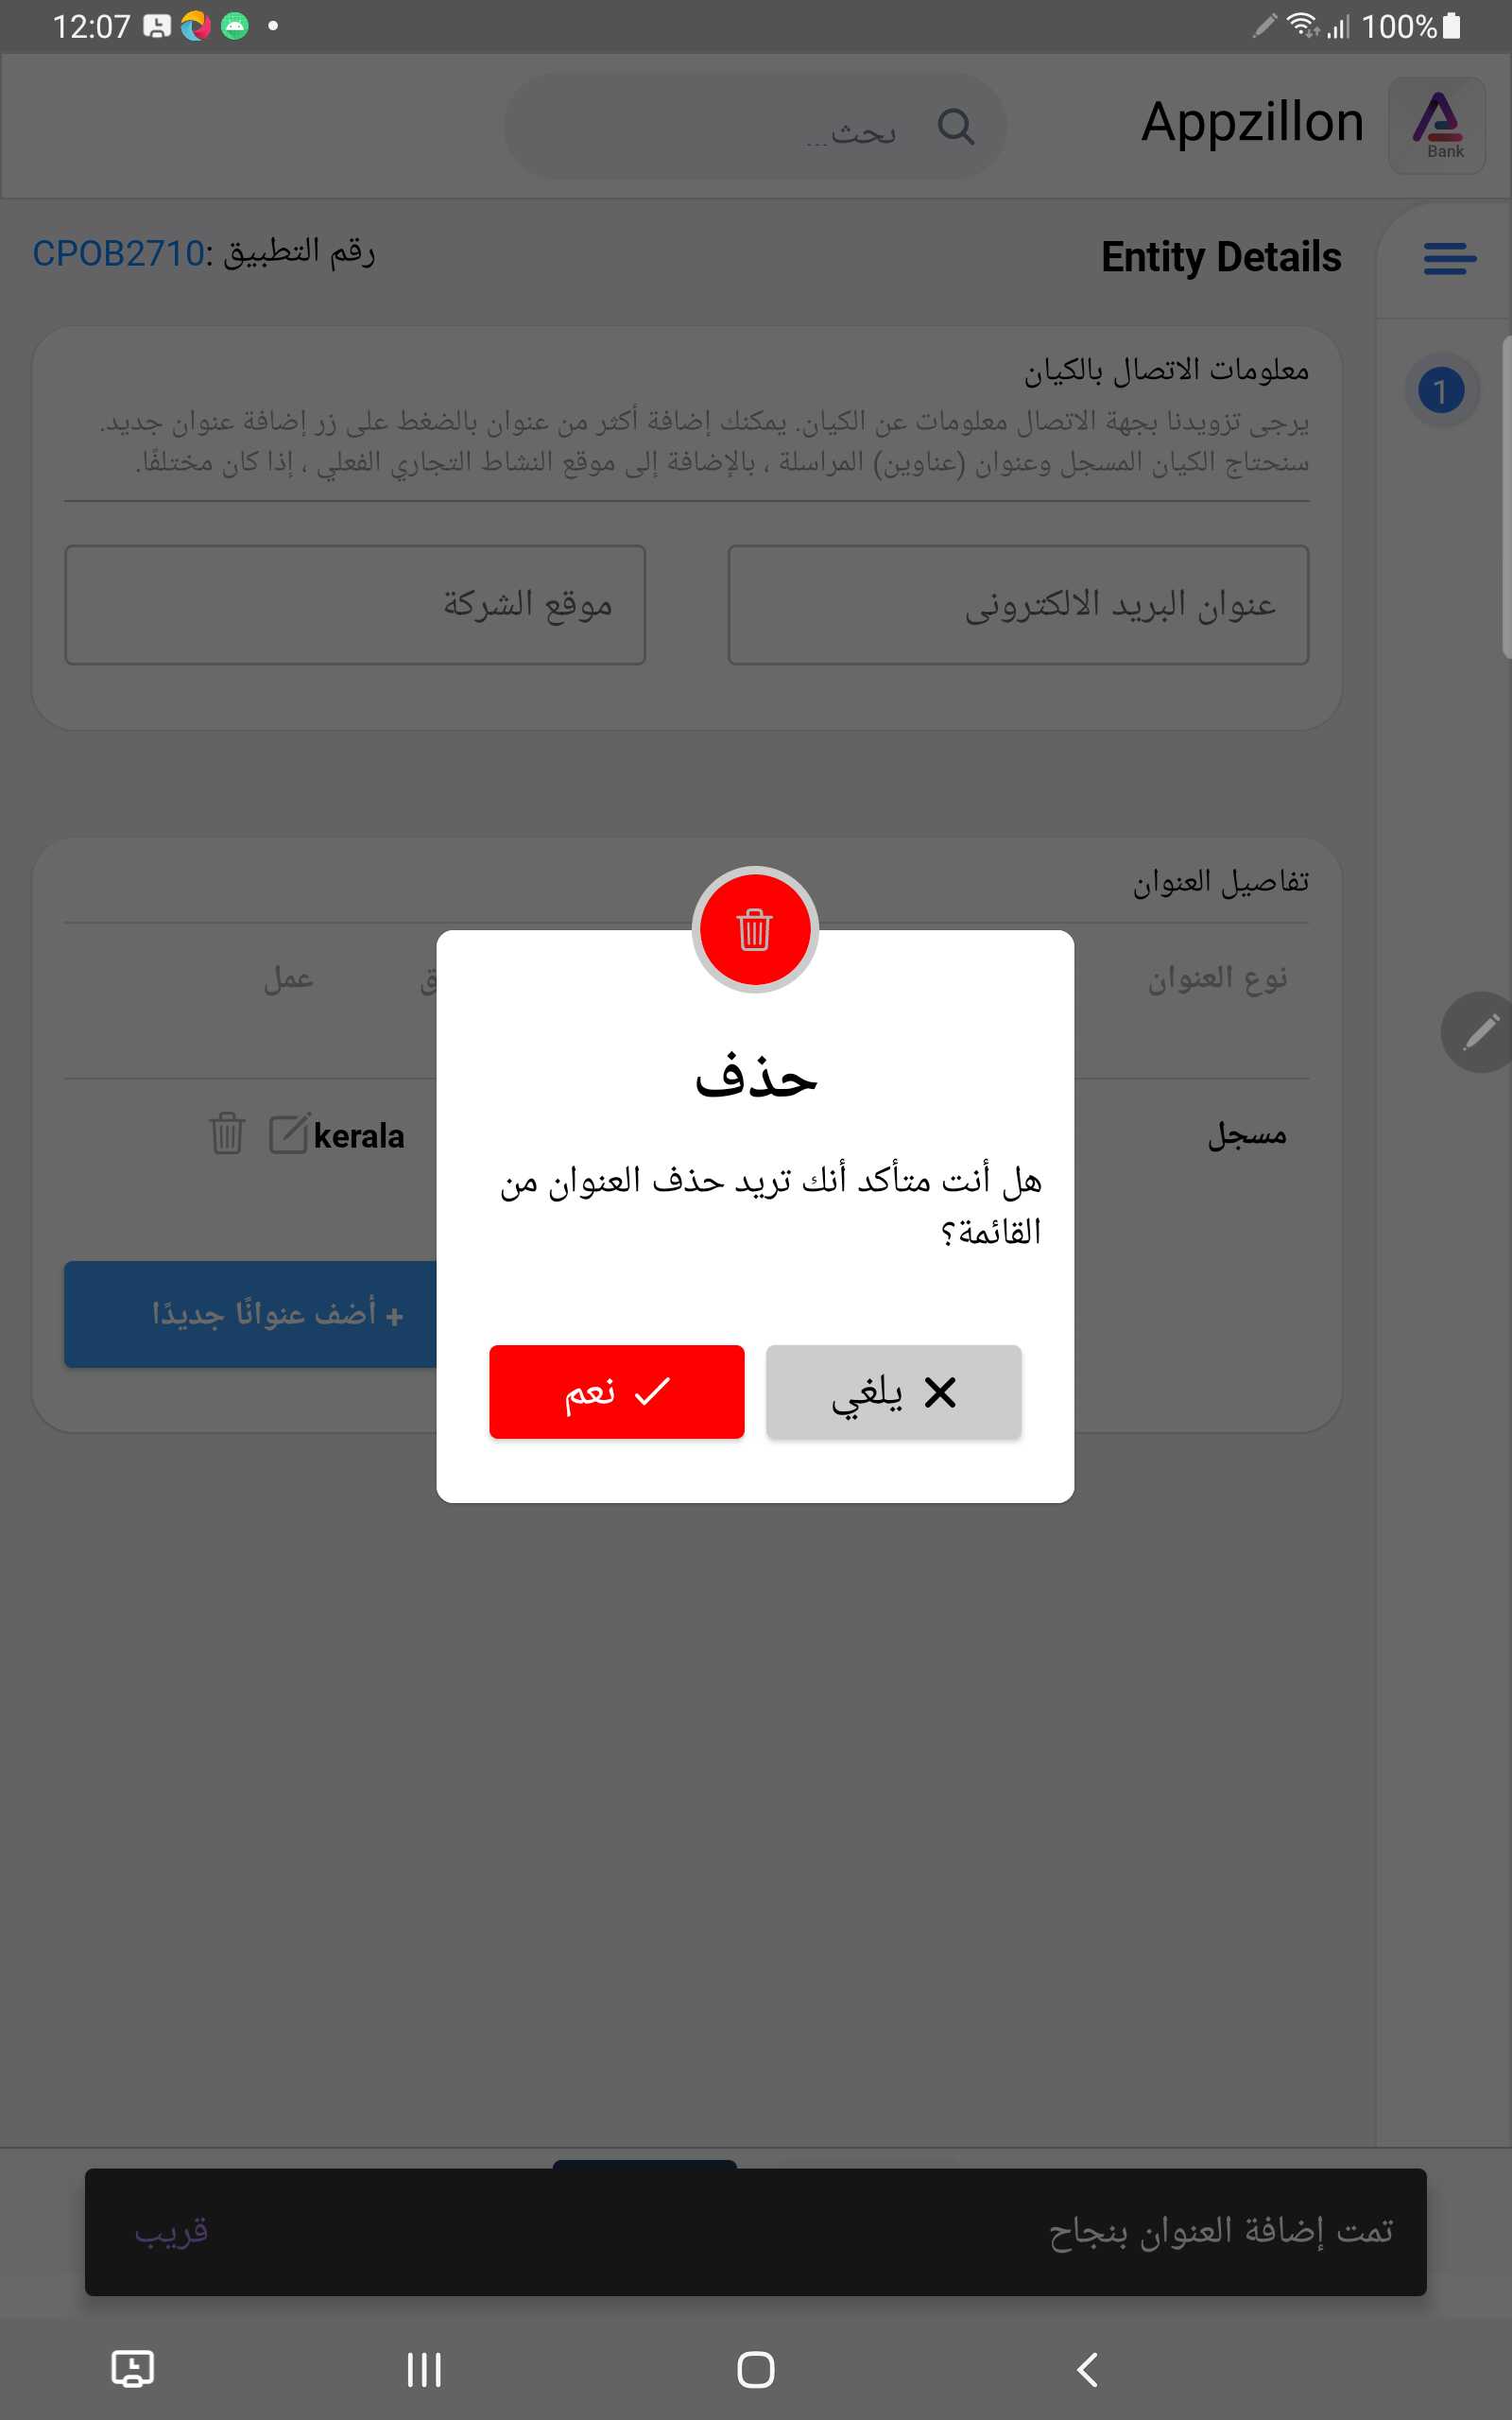 12:07
100%
Bank
Appzillon
بحث...
Entity Details
رقم التطبيق :CPOB2710
1
معلومات الاتصال بالكيان
يرجى تزويدنا بجهة الاتصال معلومات عن الكيان. يمكنك إضافة أكثر من عنوان بالضغط على زر إضافة عنوان جديد.
سنحتاج الكيان المسجل وعنوان (عناوين) المراسلة ، بالإضافة إلى موقع النشاط التجاري الفعلي ، إذا كان مختلفًا.
عنوان البريد الالكترونى
موقع الشركة
تفاصيل العنوان
نوع العنوان
عمل
مسجل
kerala
+ أضف عنوانًا جديدًا
حذف
هل أنت متأكد أنك تريد حذف العنوان من
القائمة؟
يلغي
نعم
تمت إضافة العنوان بنجاح
قريب